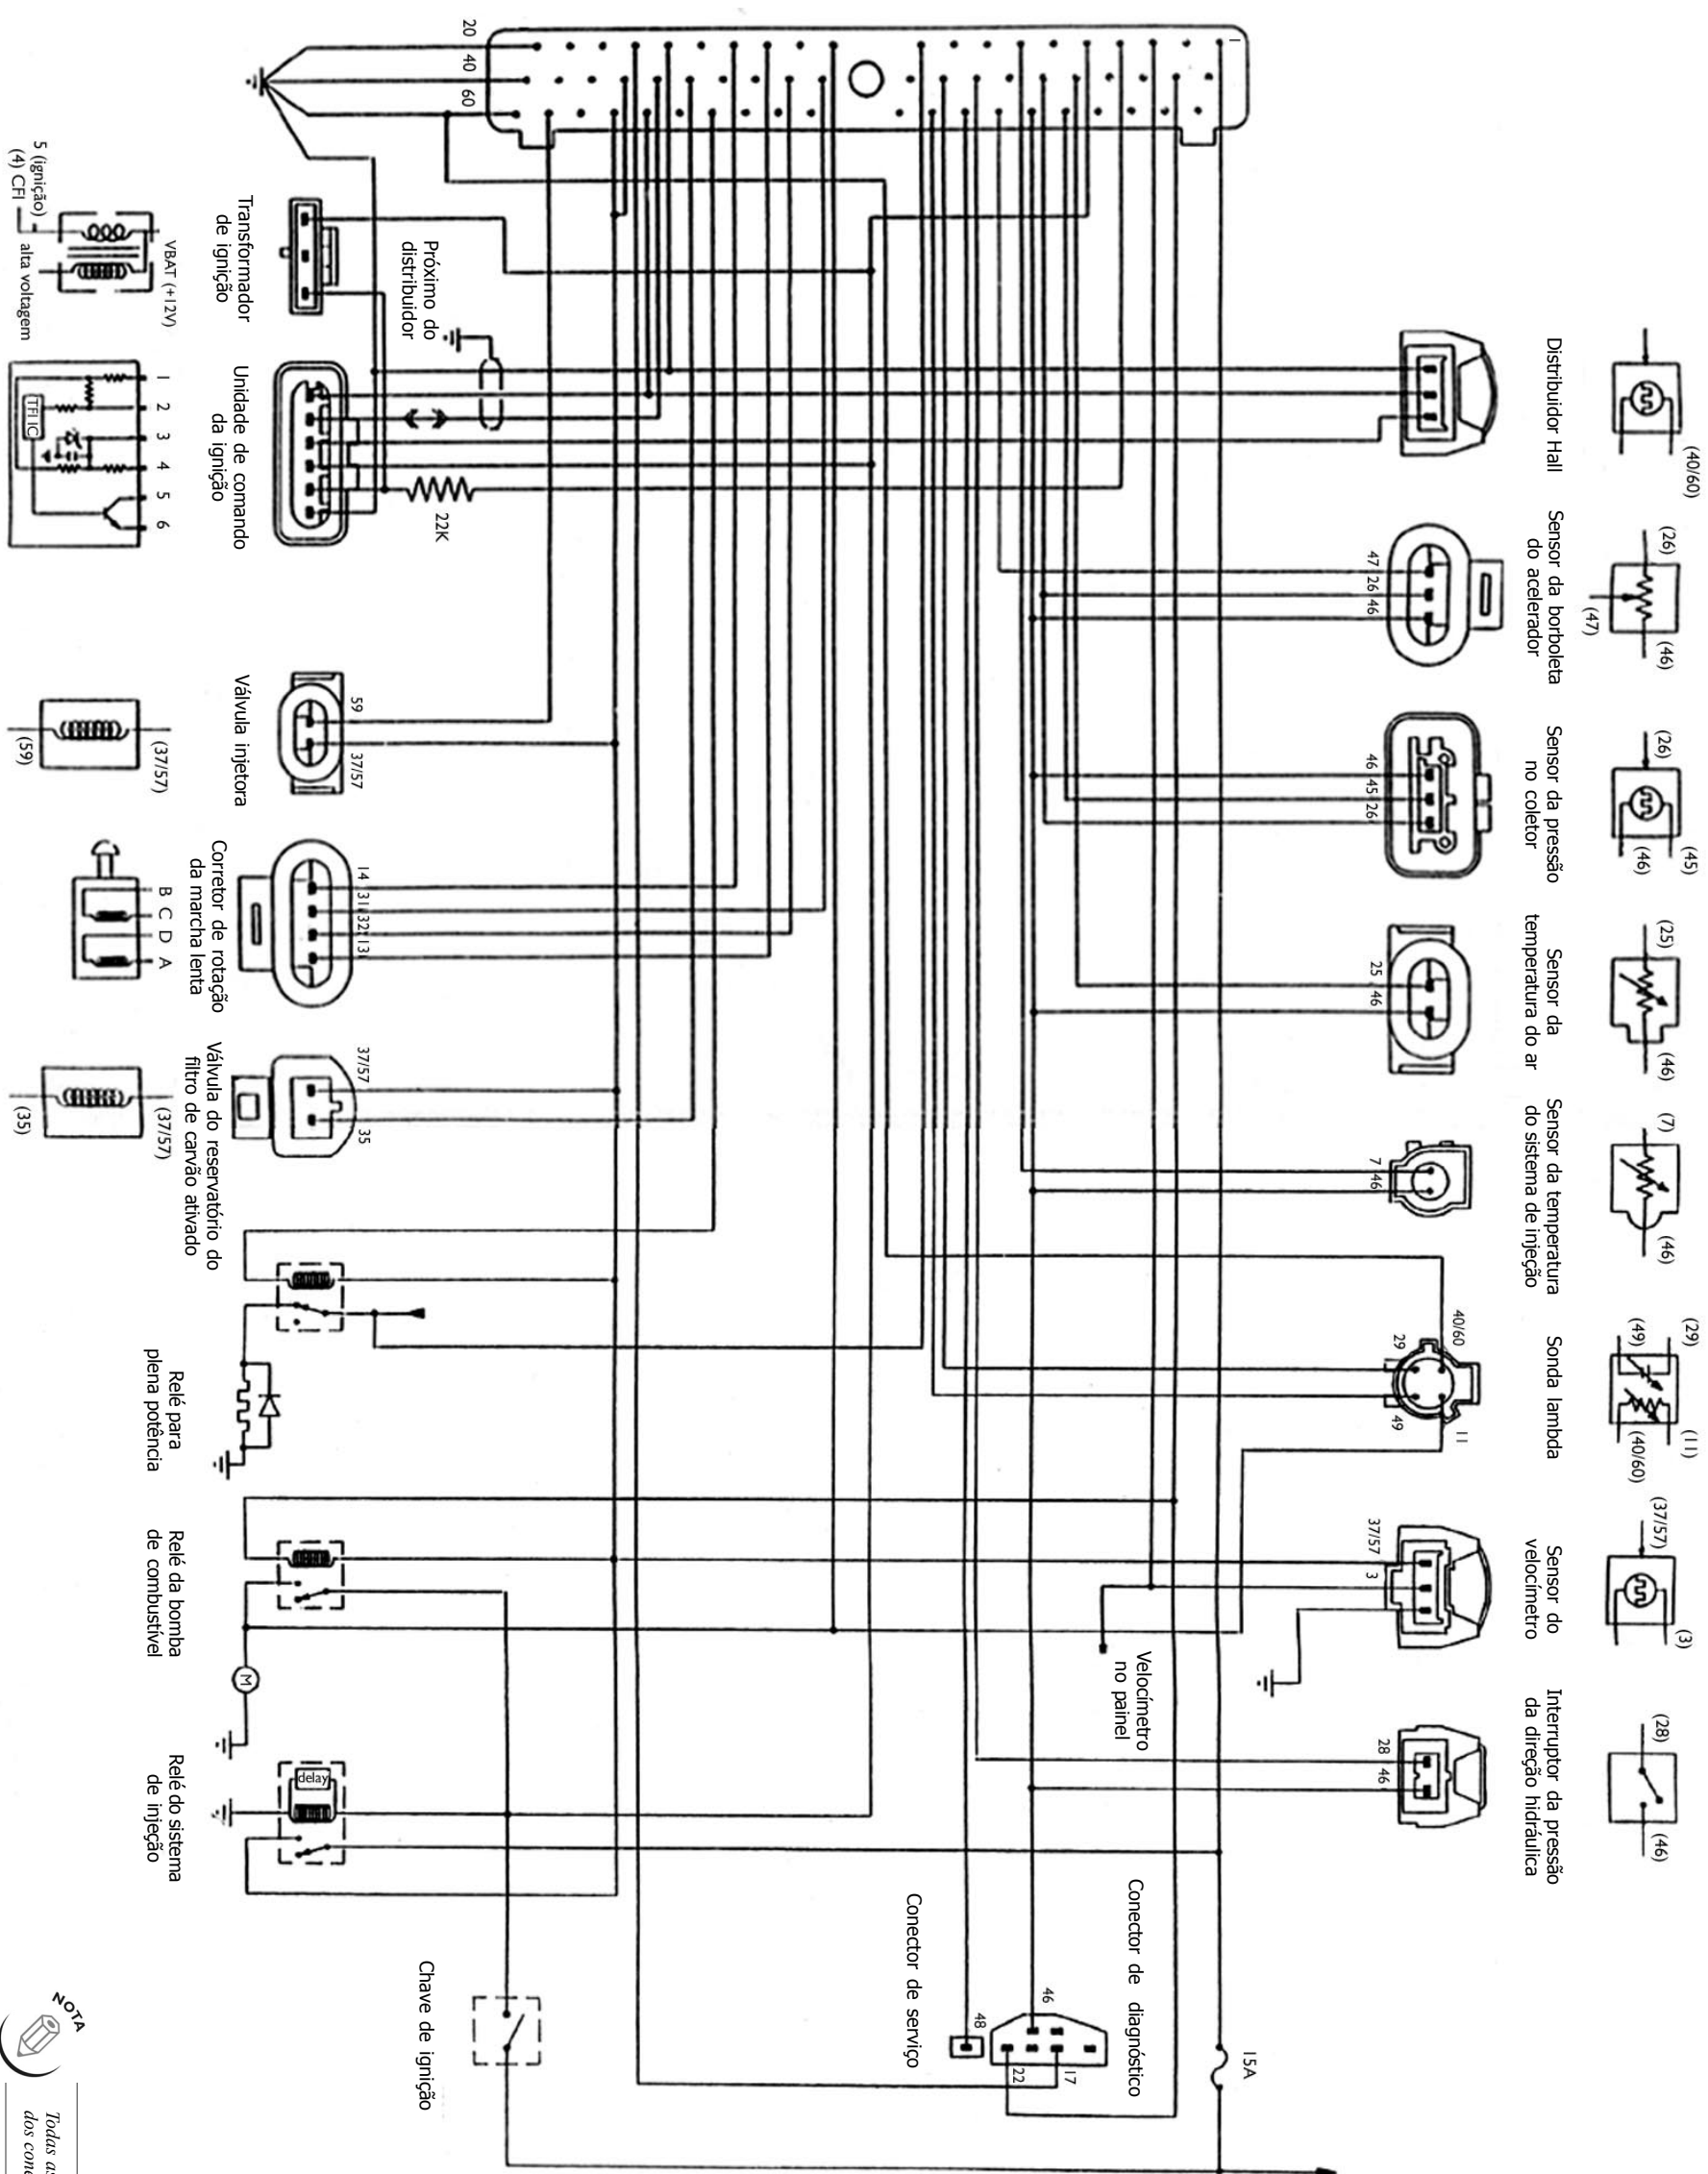 (40/60)
Distribuidor Hall
(26)
(47)
(46)
Sensor da borboleta
do acelerador
47 26 46
(26)
(45)
(46)
Sensor da pressão
no coletor
46 45 26
(25)
(46)
Sensor da
temperatura do ar
25 46
(7)
(46)
Sensor da temperatura
do sistema de injeção
7 46
(29)
(49)
(11)
(40/60)
Sonda lambda
40/60
29
49
11
(37/57)
(3)
Sensor do
velocímetro
37/57 3
Velocímetro
no painel
(28)
(46)
Interruptor da pressão
da direção hidráulica
28 46
1
20
40
60
Próximo do
distribuidor
22K
Conector de diagnóstico
46
17
22
Conector de serviço
48
15A
Chave de ignição
Transformador
de ignição
VBAT (+12V)
5 (ignição)
(4) CFI
alta voltagem
Unidade de comando
da ignição
1 2 3 4 5 6
TFI IC
59
37/57
Válvula injetora
(37/57)
(59)
14 31 32 13
Corretor de rotação
da marcha lenta
B C D A
37/57
35
Válvula do reservatório do
filtro de carvão ativado
(37/57)
(35)
Relé para
plena potência
Relé da bomba
de combustível
M
delay
Relé do sistema
de injeção
NOTA
Todas as
dos